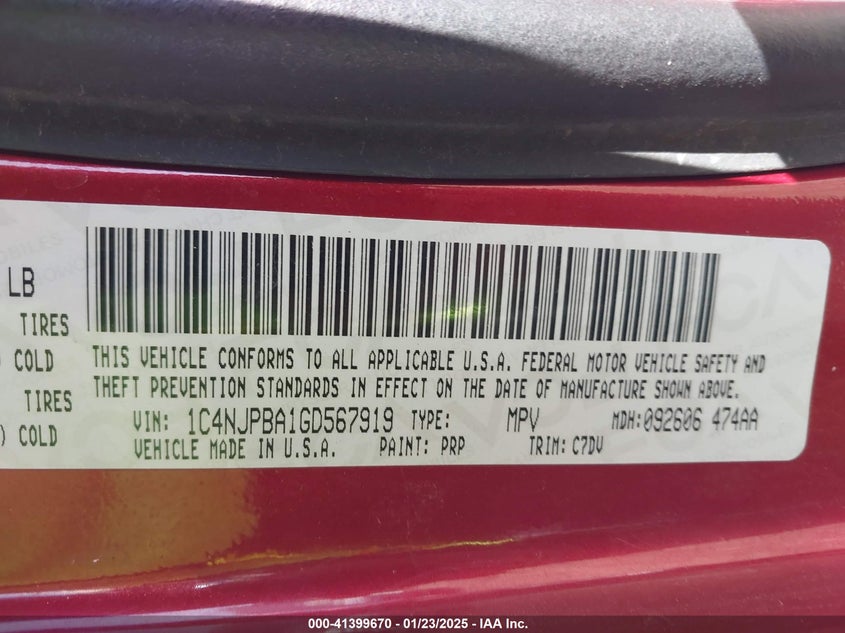 LB
TIRES
) COLD
TIRES
) COLD
THIS VEHICLE CONFORMS TO ALL APPLICABLE U.S.A. FEDERAL MOTOR VEHICLE SAFETY AND
THEFT PREVENTION STANDARDS IN EFFECT ON THE DATE OF MANUFACTURE SHOWN ABOVE.
VIN: 1C4NJPBA1GD567919 TYPE: MPV MDH:092606 474AA
VEHICLE MADE IN U.S.A. PAINT: PRP TRIM: C7DV
000-41399670 - 01/23/2025 - IAA Inc.